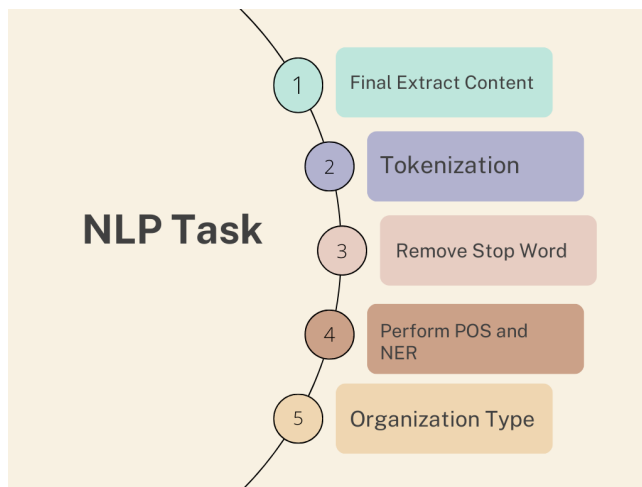 NLP Task
1
Final Extract Content
2
Tokenization
3
Remove Stop Word
4
Perform POS and
NER
5
Organization Type